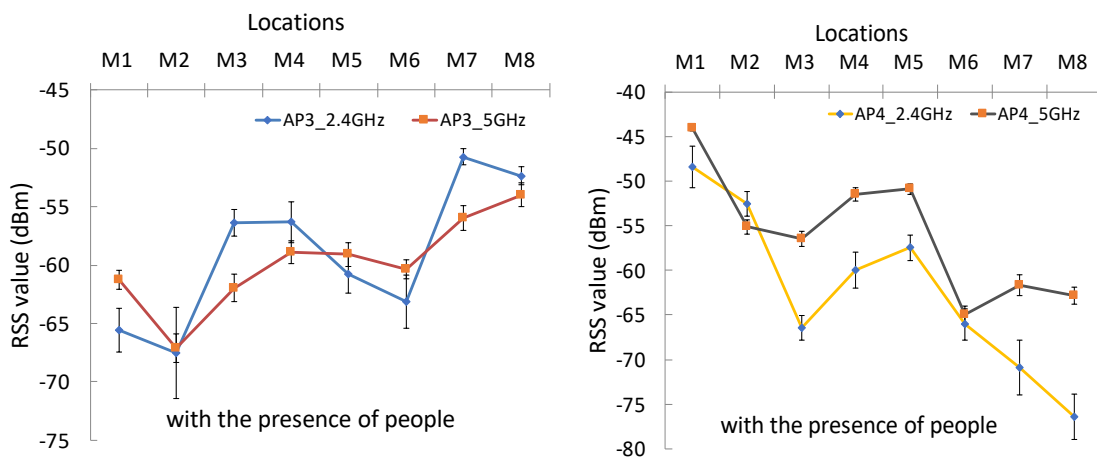 Locations
M1 M2 M3 M4 M5 M6 M7 M8
-45
AP3_2.4GHz AP3_5GHz
-50
-55
-60
-65
-70
-75
RSS value (dBm)
with the presence of people
Locations
M1 M2 M3 M4 M5 M6 M7 M8
-40
AP4_2.4GHz AP4_5GHz
-45
-50
-55
-60
-65
-70
-75
-80
RSS value (dBm)
with the presence of people